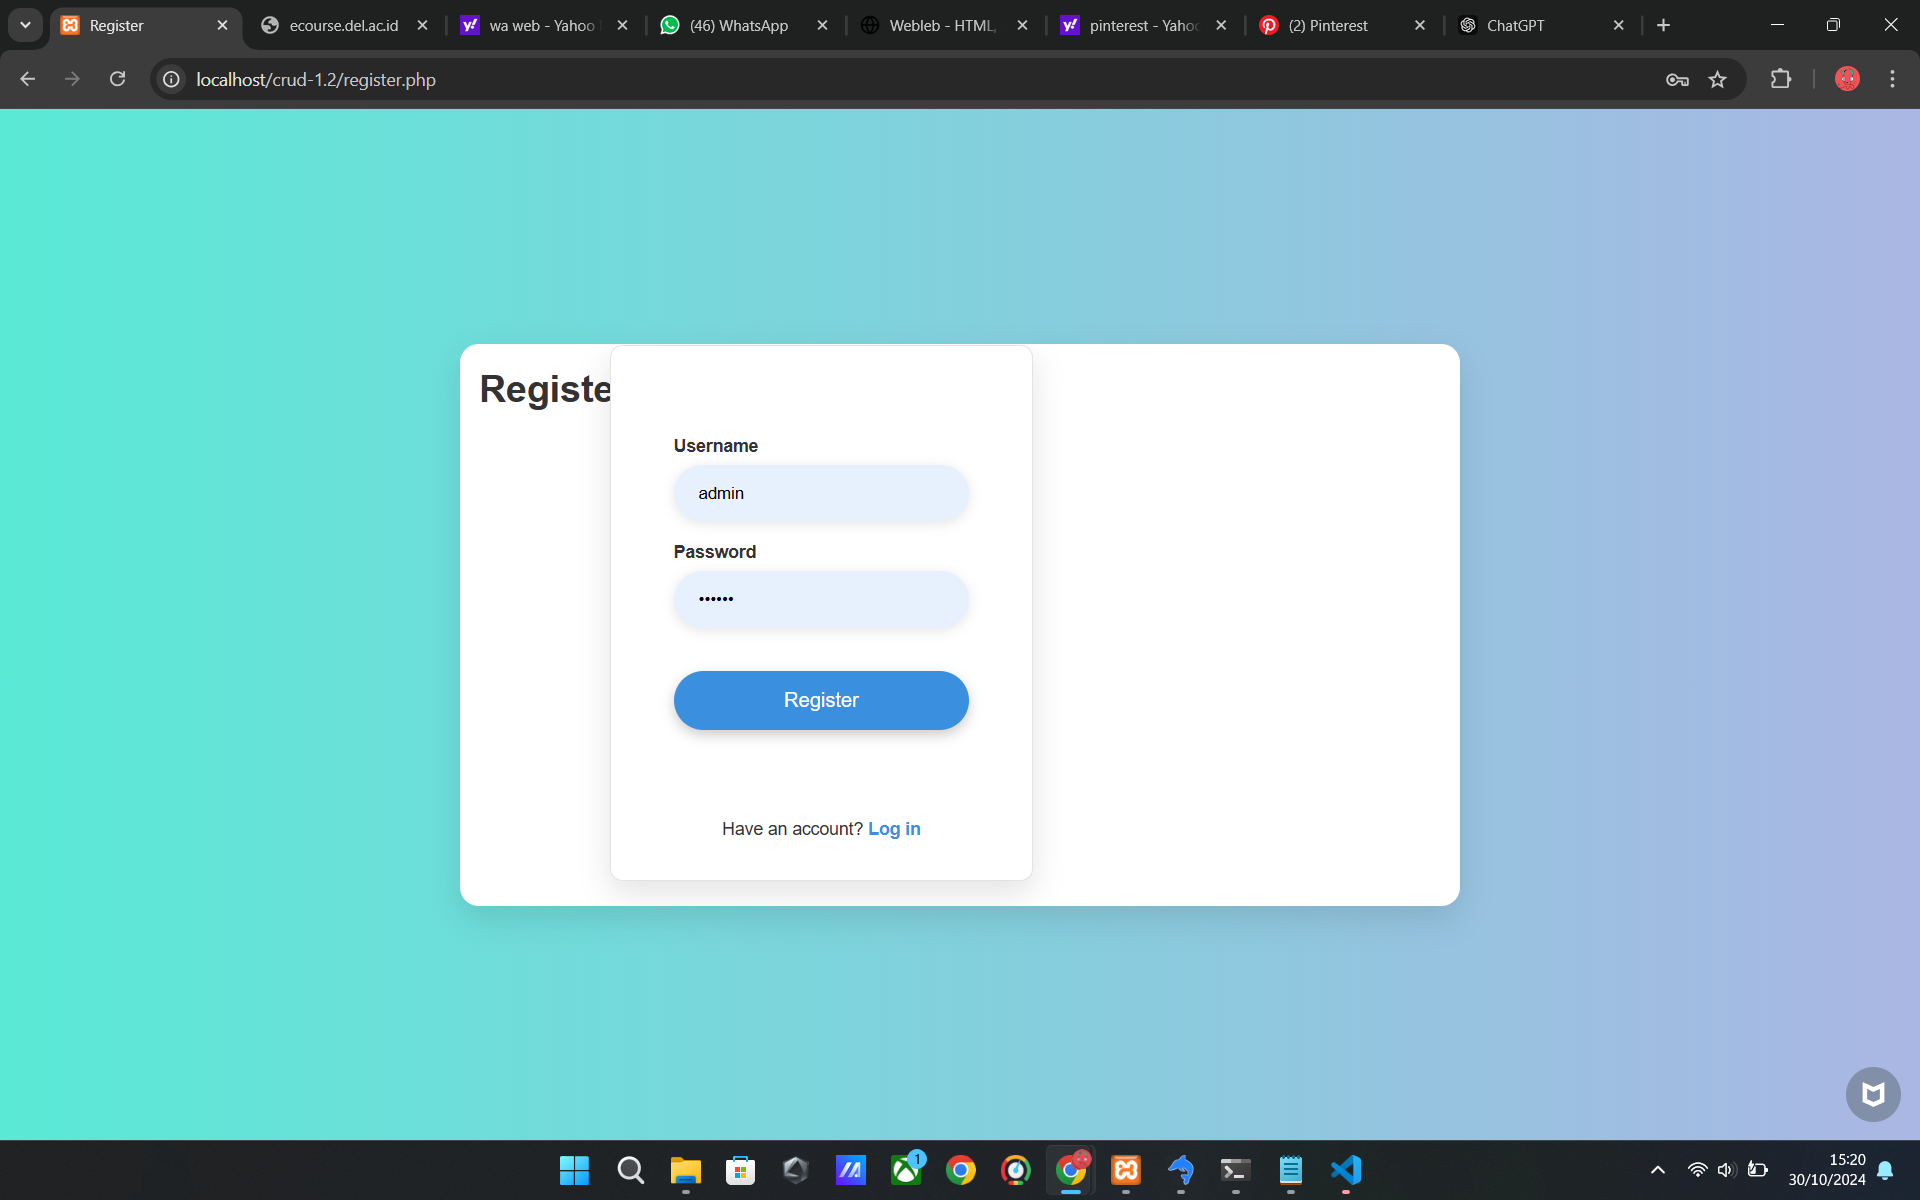 Register
ecourse.del.ac.id
wa web - Yahoo
(46) WhatsApp
Webleb - HTML,
pinterest - Yahoo
(2) Pinterest
ChatGPT
localhost/crud-1.2/register.php
Registe
Username
admin
Password
Register
Have an account? Log in
1
15:20
30/10/2024